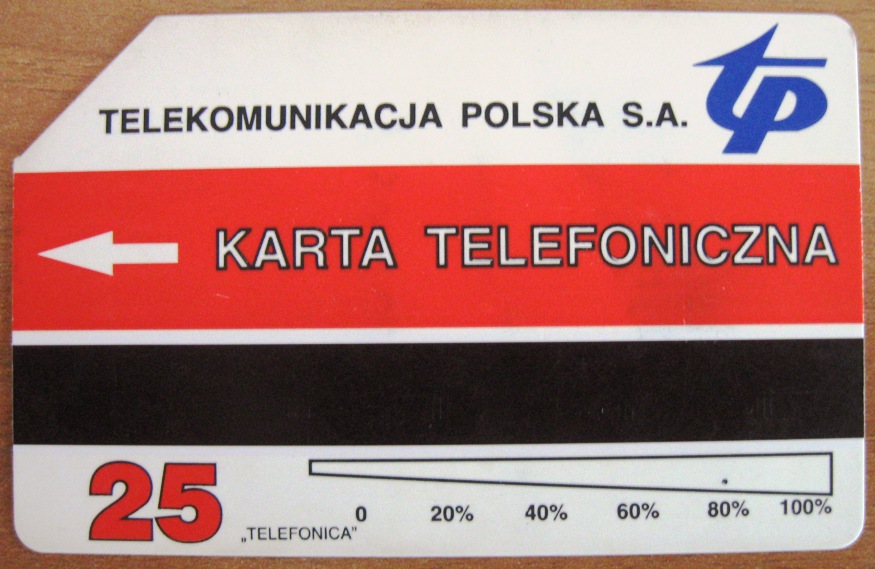 TELEKOMUNIKACJA POLSKA S.A.
tp
KARTA TELEFONICZNA
25
„TELEFONICA”
0 20% 40% 60% 80% 100%